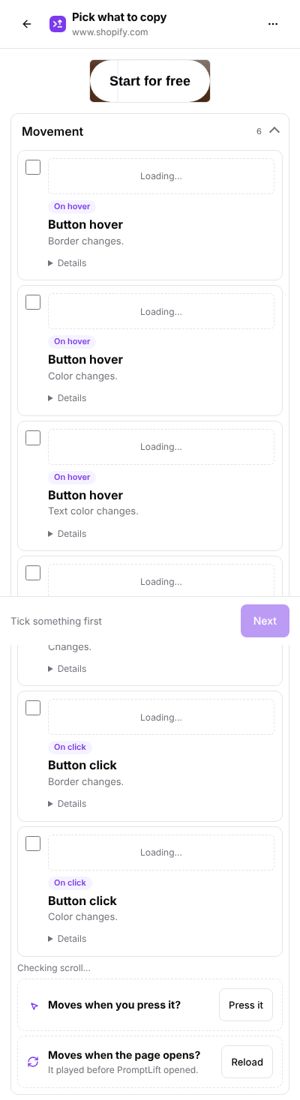 Pick what to copy
www.shopify.com
Start for free
Movement
6
Loading...
On hover
Button hover
Border changes.
Details
Loading...
On hover
Button hover
Color changes.
Details
Loading...
On hover
Button hover
Text color changes.
Details
Loading...
Tick something first
Next
Changes.
Details
Loading...
On click
Button click
Border changes.
Details
Loading...
On click
Button click
Color changes.
Details
Checking scroll...
Moves when you press it?
Press it
Moves when the page opens?
It played before PromptLift opened.
Reload